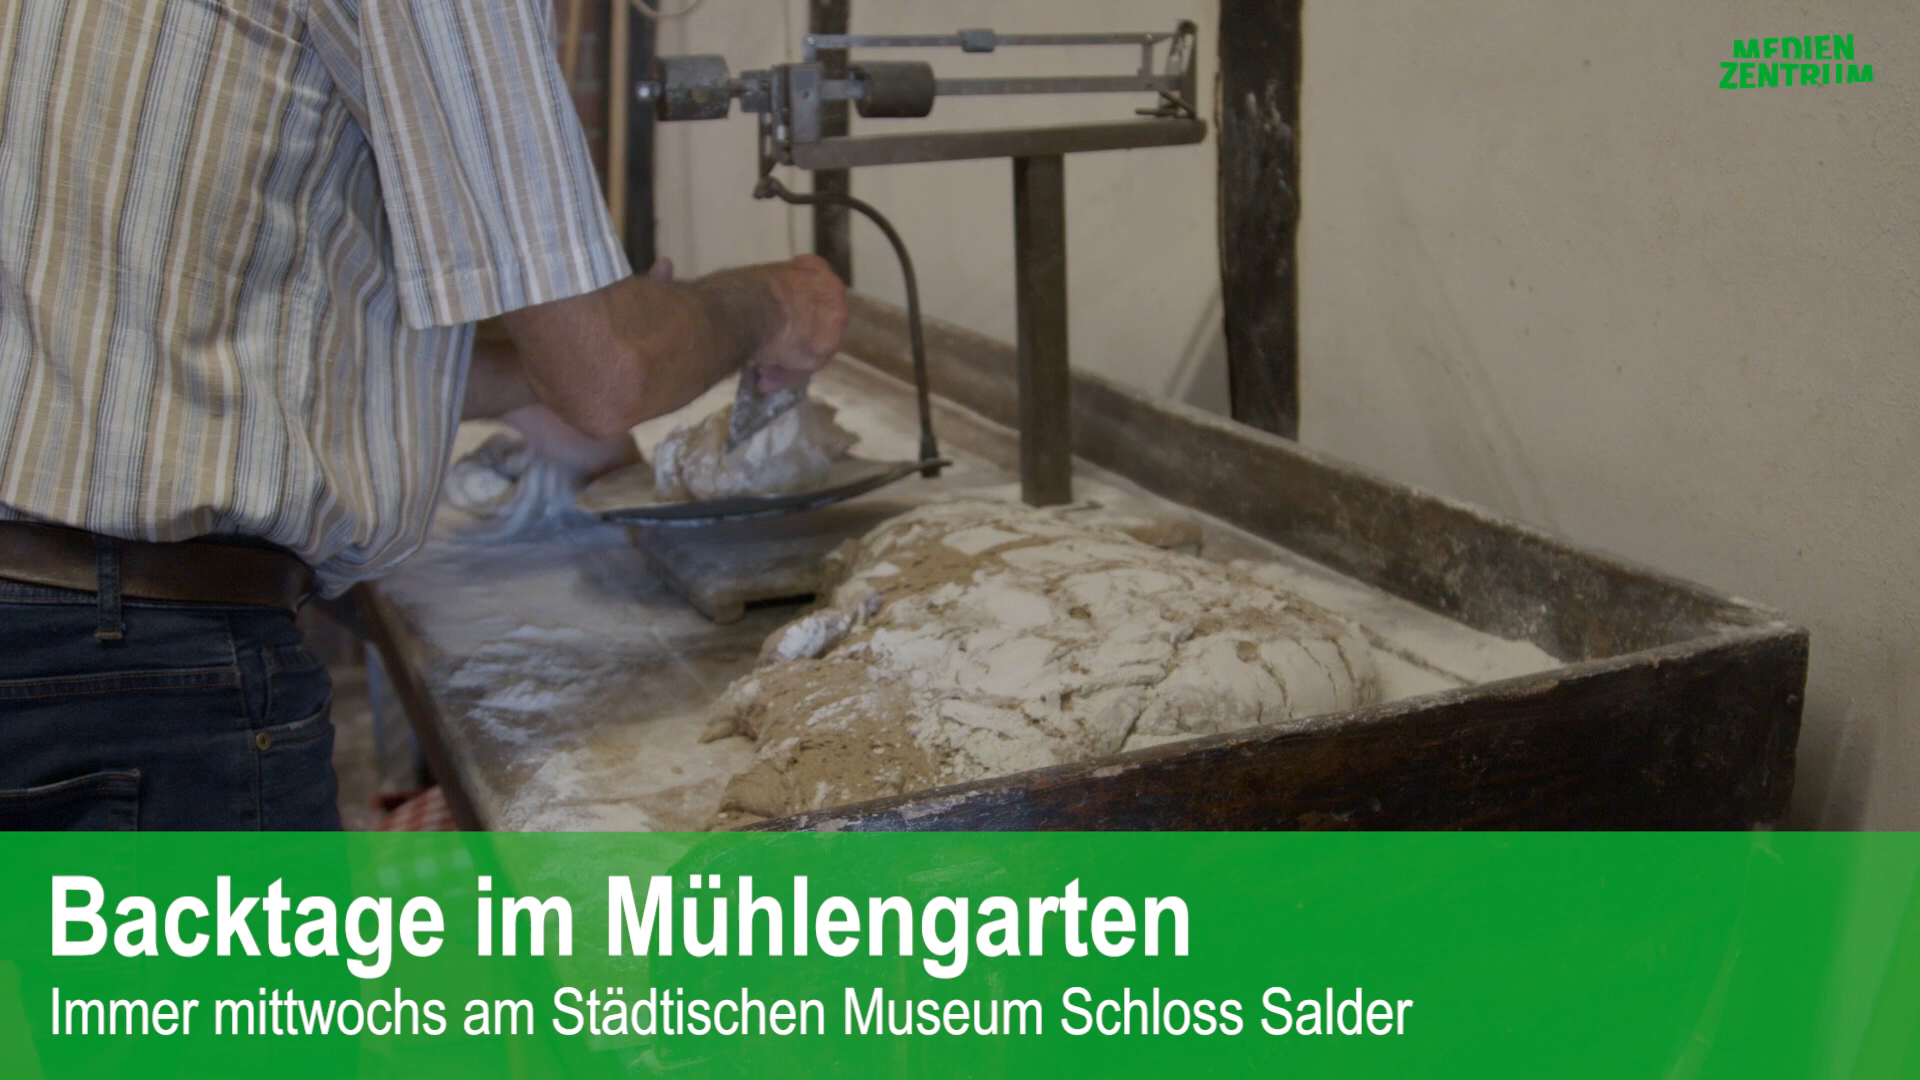 MEDIEN
ZENTRUM
Backtage im Mühlengarten
Immer mittwochs am Städtischen Museum Schloss Salder